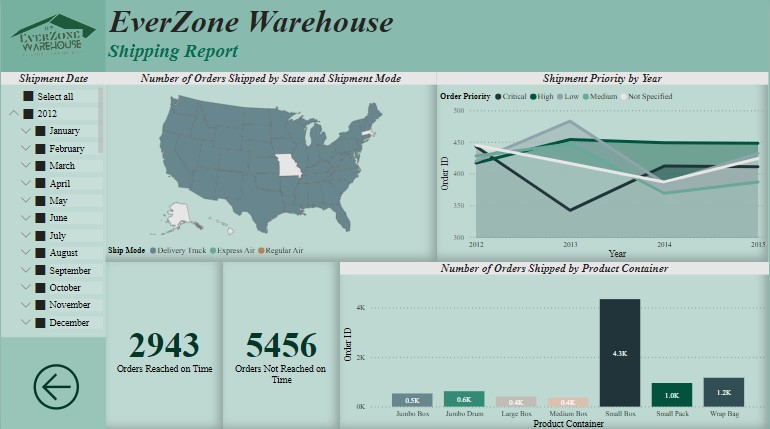 EverZone Warehouse
EVERZONE
WAREHOUSE
Shipping Report
Shipment Date
Select all
2012
January
February
March
April
May
June
July
August
September
October
November
December
Number of Orders Shipped by State and Shipment Mode
Ship Mode Delivery Truck Express Air Regular Air
Shipment Priority by Year
Order Priority Critical High Low Medium Not Specified
500
450
400
350
300
Order ID
2012 2013 2014 2015
Year
2943
Orders Reached on Time
5456
Orders Not Reached on
Time
Number of Orders Shipped by Product Container
4K
2K
0K
Order ID
0.5K 0.6K 0.4K 0.4K 4.3K 1.0K 1.2K
Jumbo Box Jumbo Drum Large Box Medium Box Small Box Small Pack Wrap Bag
Product Container